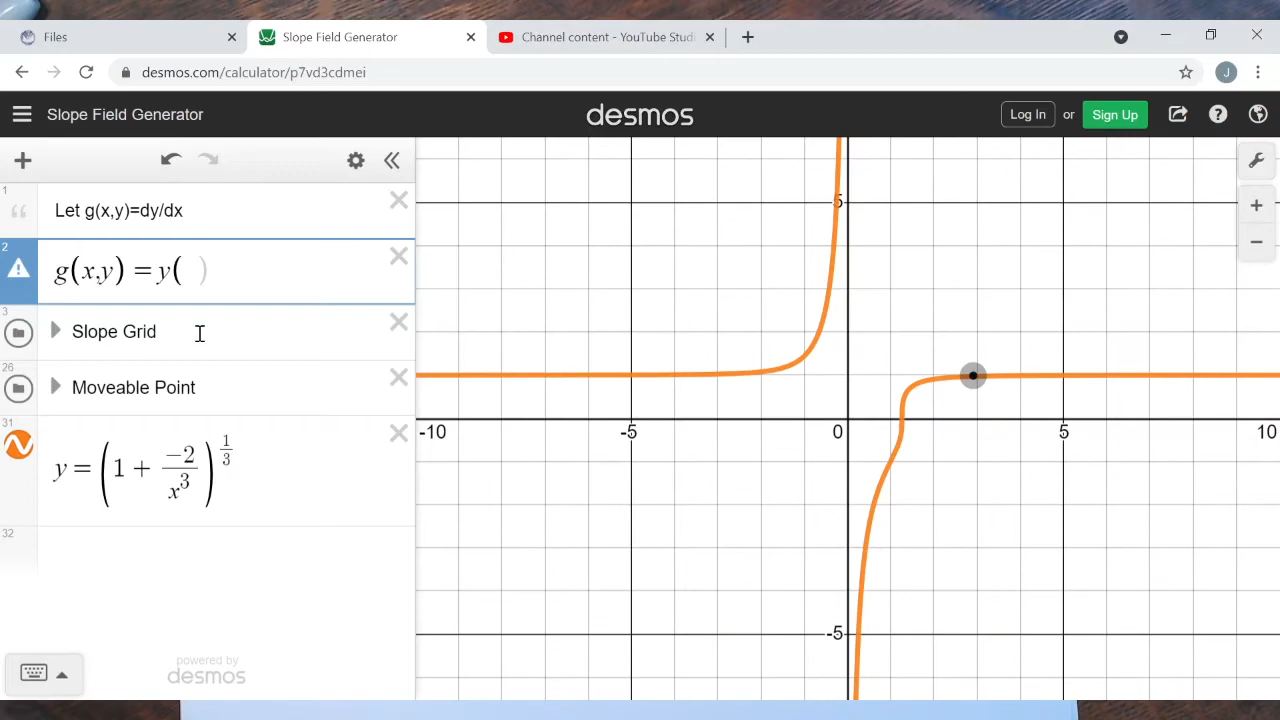 Files
Slope Field Generator
Channel content - YouTube Studi
desmos.com/calculator/p7vd3cdmei
J
Slope Field Generator
desmos
Log In or Sign Up
1
Let g(x,y)=dy/dx
2
g(x,y) = y( )
3
Slope Grid
26
Moveable Point
31
y = (1 + -2/x^3)^(1/3)
32
powered by
desmos
5
-10 -5 0 5 10
-5